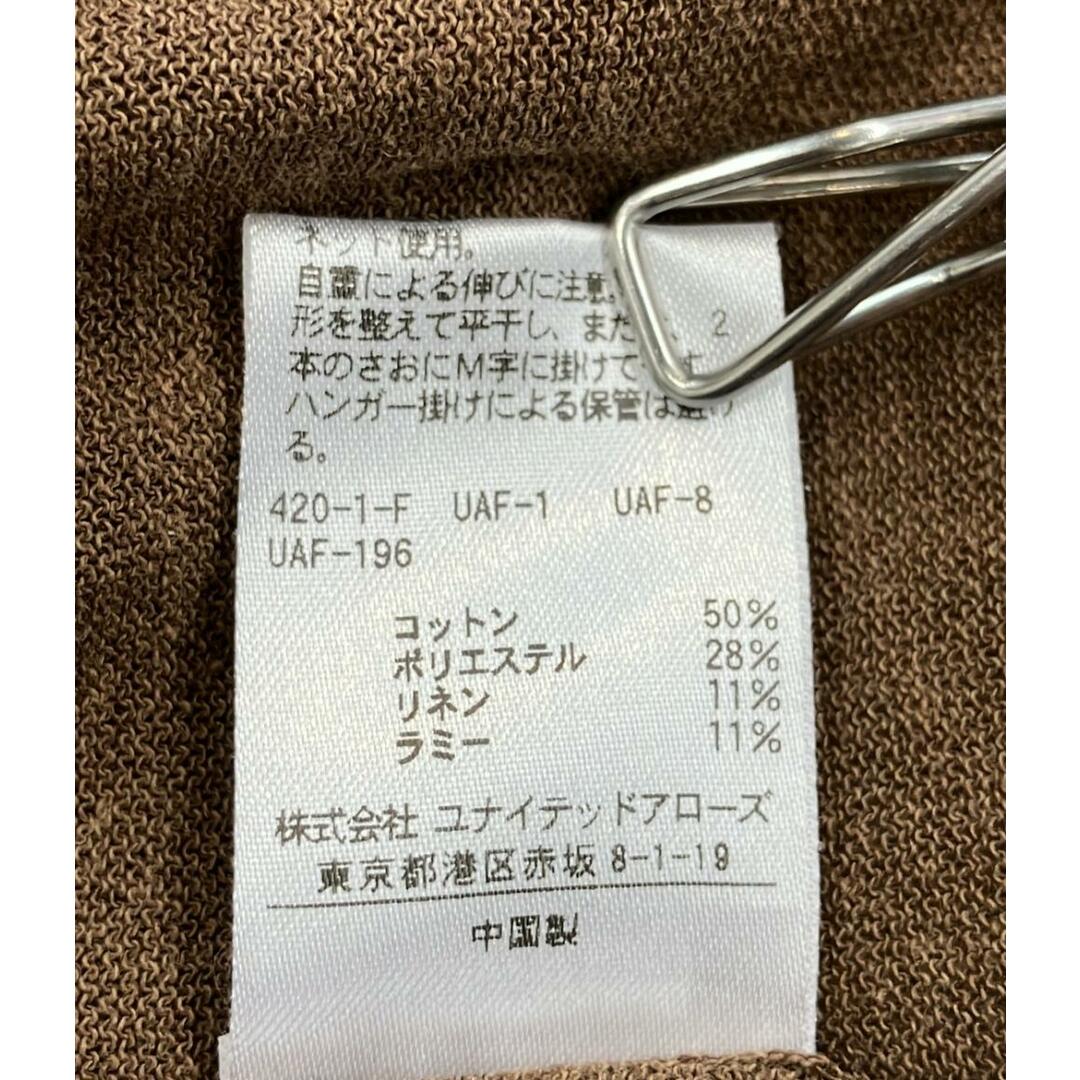 ネット使用。
自重による伸びに注意
形を整えて平干し、また 、2
本のさおにM字に掛けて す
ハンガー掛けによる保管は避け
る。
420-1-F UAF-1 UAF-8
UAF-196
コットン 50%
ポリエステル 28%
リネン 11%
ラミー 11%
株式会社 ユナイテッドアローズ
東京都港区赤坂 8-1-19
中国製